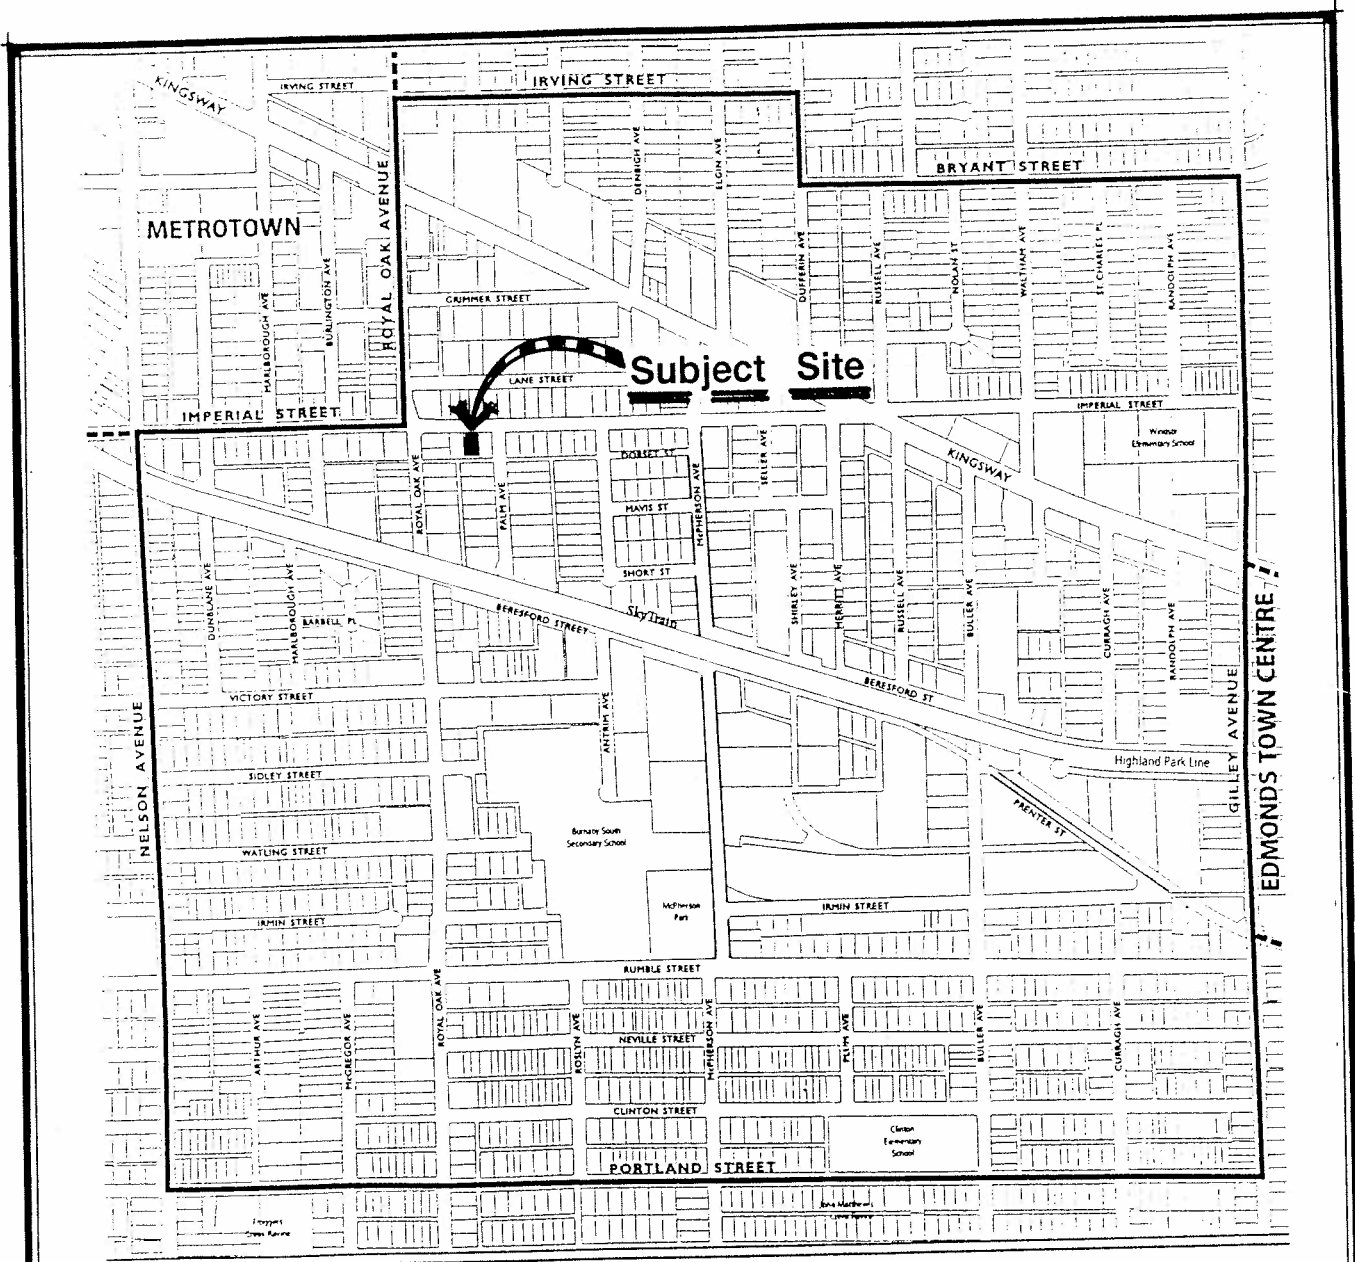 IRVING STREET
KINGSWAY
IRVING STREET
BRYANT STREET
DENBIGH AVE
ELGIN AVE
ROYAL OAK AVENUE
METROTOWN
DUFFERIN AVE
RUSSELL AVE
NOLAN ST
WALTHAM AVE
ST. CHARLES PL
RANDOLPH AVE
MARLBOROUGH AVE
BURLINGTON AVE
GRIMMER STREET
Subject Site
LANE STREET
IMPERIAL STREET
IMPERIAL STREET
Windsor
Elementary School
KINGSWAY
DORSET ST
SELLER AVE
ROYAL OAK AVE
PALM AVE
McPHERSON AVE
MAVIS ST
SHORT ST
DUNBLANE AVE
MARLBOROUGH AVE
BARBELL PL
BERESFORD STREET
SkyTrain
SHIRLEY AVE
MERRITT AVE
RUSSELL AVE
BULLER AVE
CURRAGH AVE
RANDOLPH AVE
EDMONDS TOWN CENTRE
BERESFORD ST
VICTORY STREET
ANTRIM AVE
NELSON AVENUE
GILLEY AVENUE
Highland Park Line
SIDLEY STREET
PRENTER ST
Burnaby South
Secondary School
WATLING STREET
McPherson
Park
IRMIN STREET
IRMIN STREET
RUMBLE STREET
ROYAL OAK AVE
ARTHUR AVE
McGREGOR AVE
ROSLYN AVE
McPHERSON AVE
NEVILLE STREET
PLUM AVE
BULLER AVE
CURRAGH AVE
CLINTON STREET
Clinton
Elementary
School
PORTLAND STREET